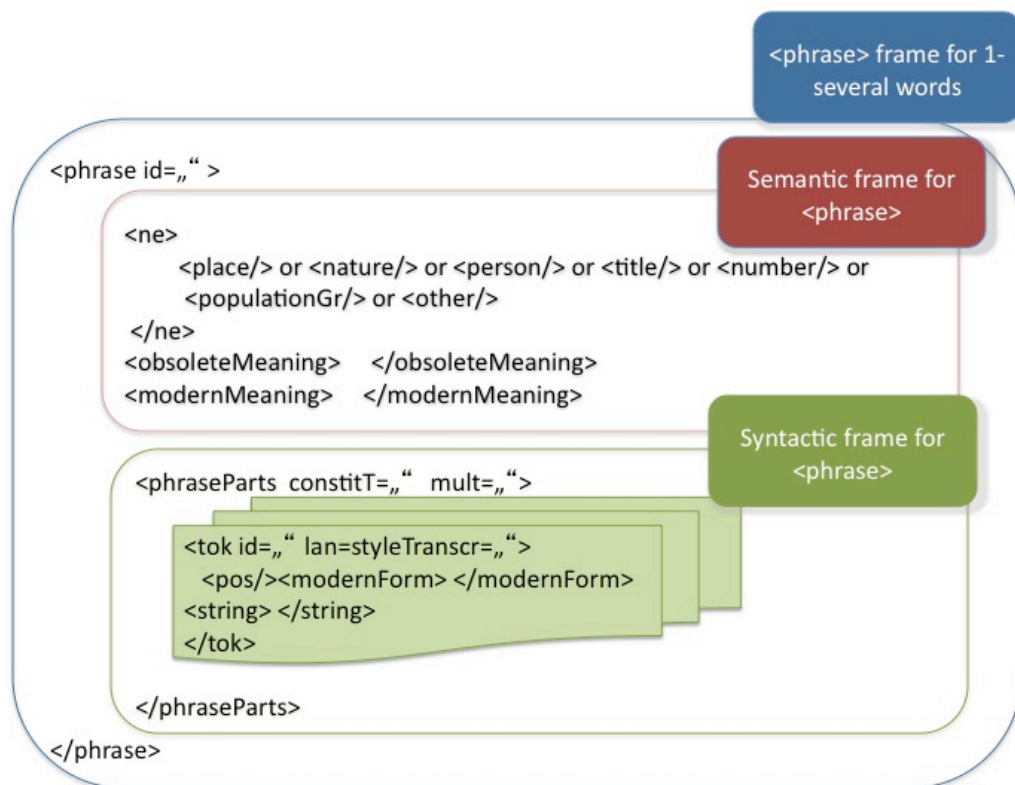 <phrase> frame for 1-
several words
<phrase id=„“ >
Semantic frame for
<phrase>
<ne>
<place/> or <nature/> or <person/> or <title/> or <number/> or
<populationGr/> or <other/>
</ne>
<obsoleteMeaning>    </obsoleteMeaning>
<modernMeaning>    </modernMeaning>
Syntactic frame for
<phrase>
<phraseParts  constitT=„“  mult=„“>
<tok id=„“ lan=styleTranscr=„“>
<pos/><modernForm> </modernForm>
<string> </string>
</tok>
</phraseParts>
</phrase>